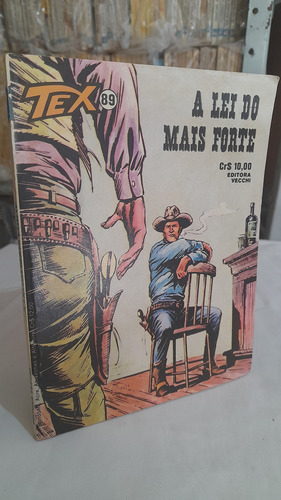 TEX
89
A LEI DO
MAIS FORTE
Cr$ 10,00
EDITORA
VECCHI